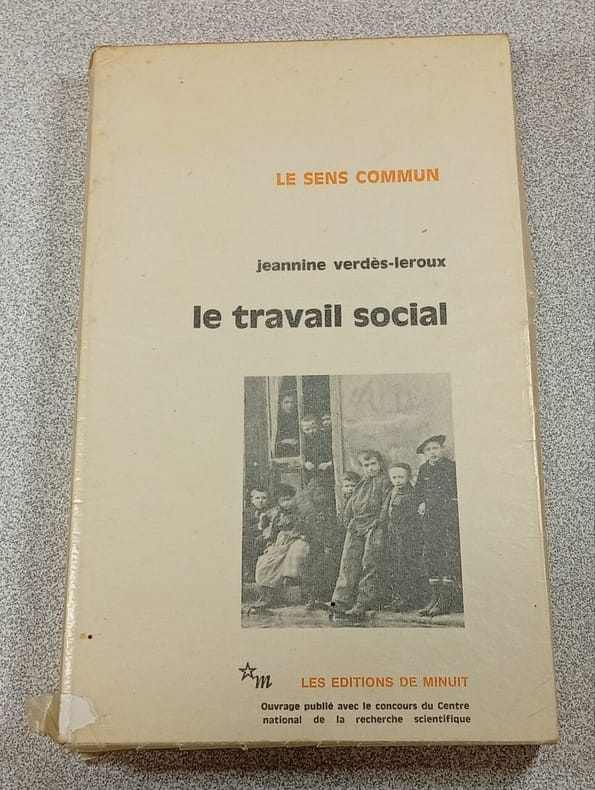 LE SENS COMMUN
jeannine verdès-leroux
le travail social
m
LES EDITIONS DE MINUIT
Ouvrage publié avec le concours du Centre
national de la recherche scientifique